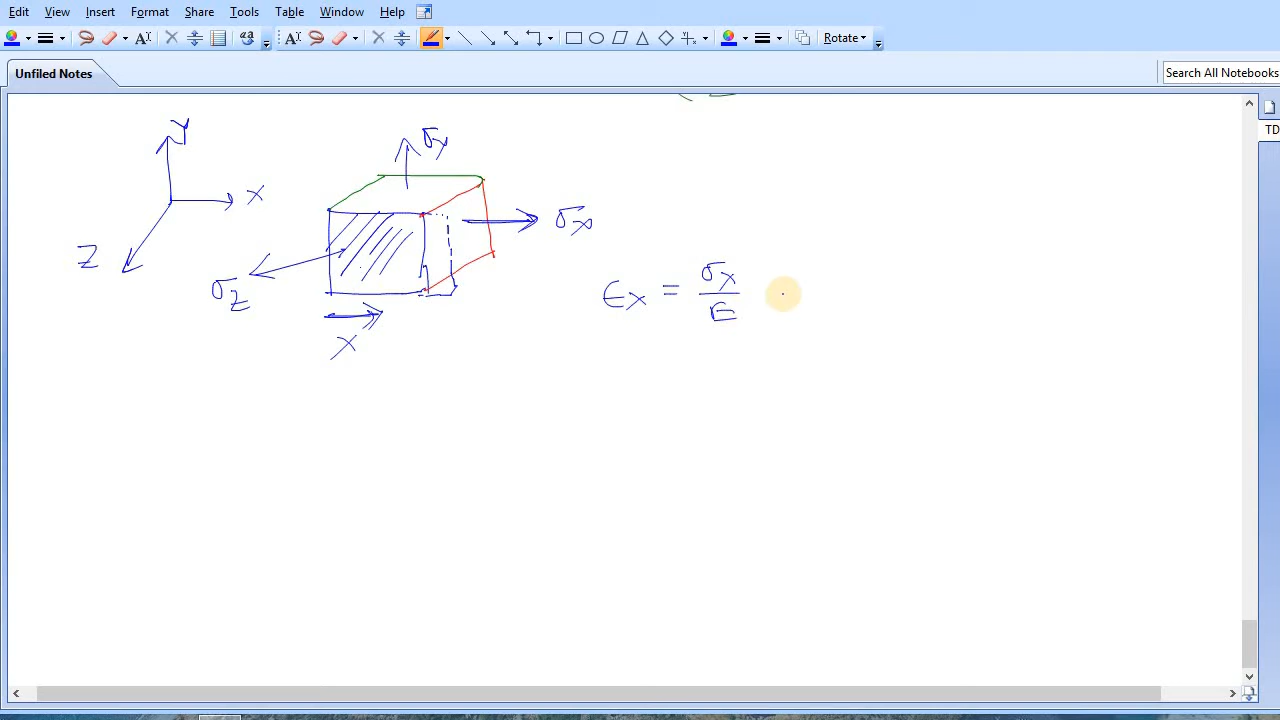 Edit View Insert Format Share Tools Table Window Help
Rotate
Unfiled Notes
Search All Notebooks
TD
Y
σy
X
σx
Z
σz
ϵx = σx / E
X